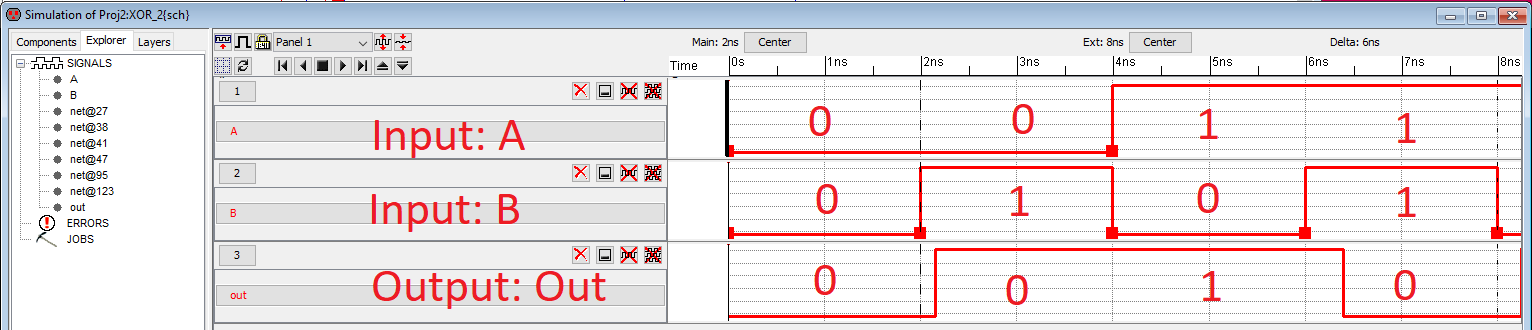 Simulation of Proj2:XOR_2{sch}
Components Explorer Layers
SIGNALS
A
B
net@27
net@38
net@41
net@47
net@95
net@123
out
ERRORS
JOBS
Panel 1
Main: 2ns Center Ext: 8ns Center Delta: 6ns
Time 0s 1ns 2ns 3ns 4ns 5ns 6ns 7ns 8ns
1
A Input: A 0 0 1 1
2
B Input: B 0 1 0 1
3
out Output: Out 0 0 1 0